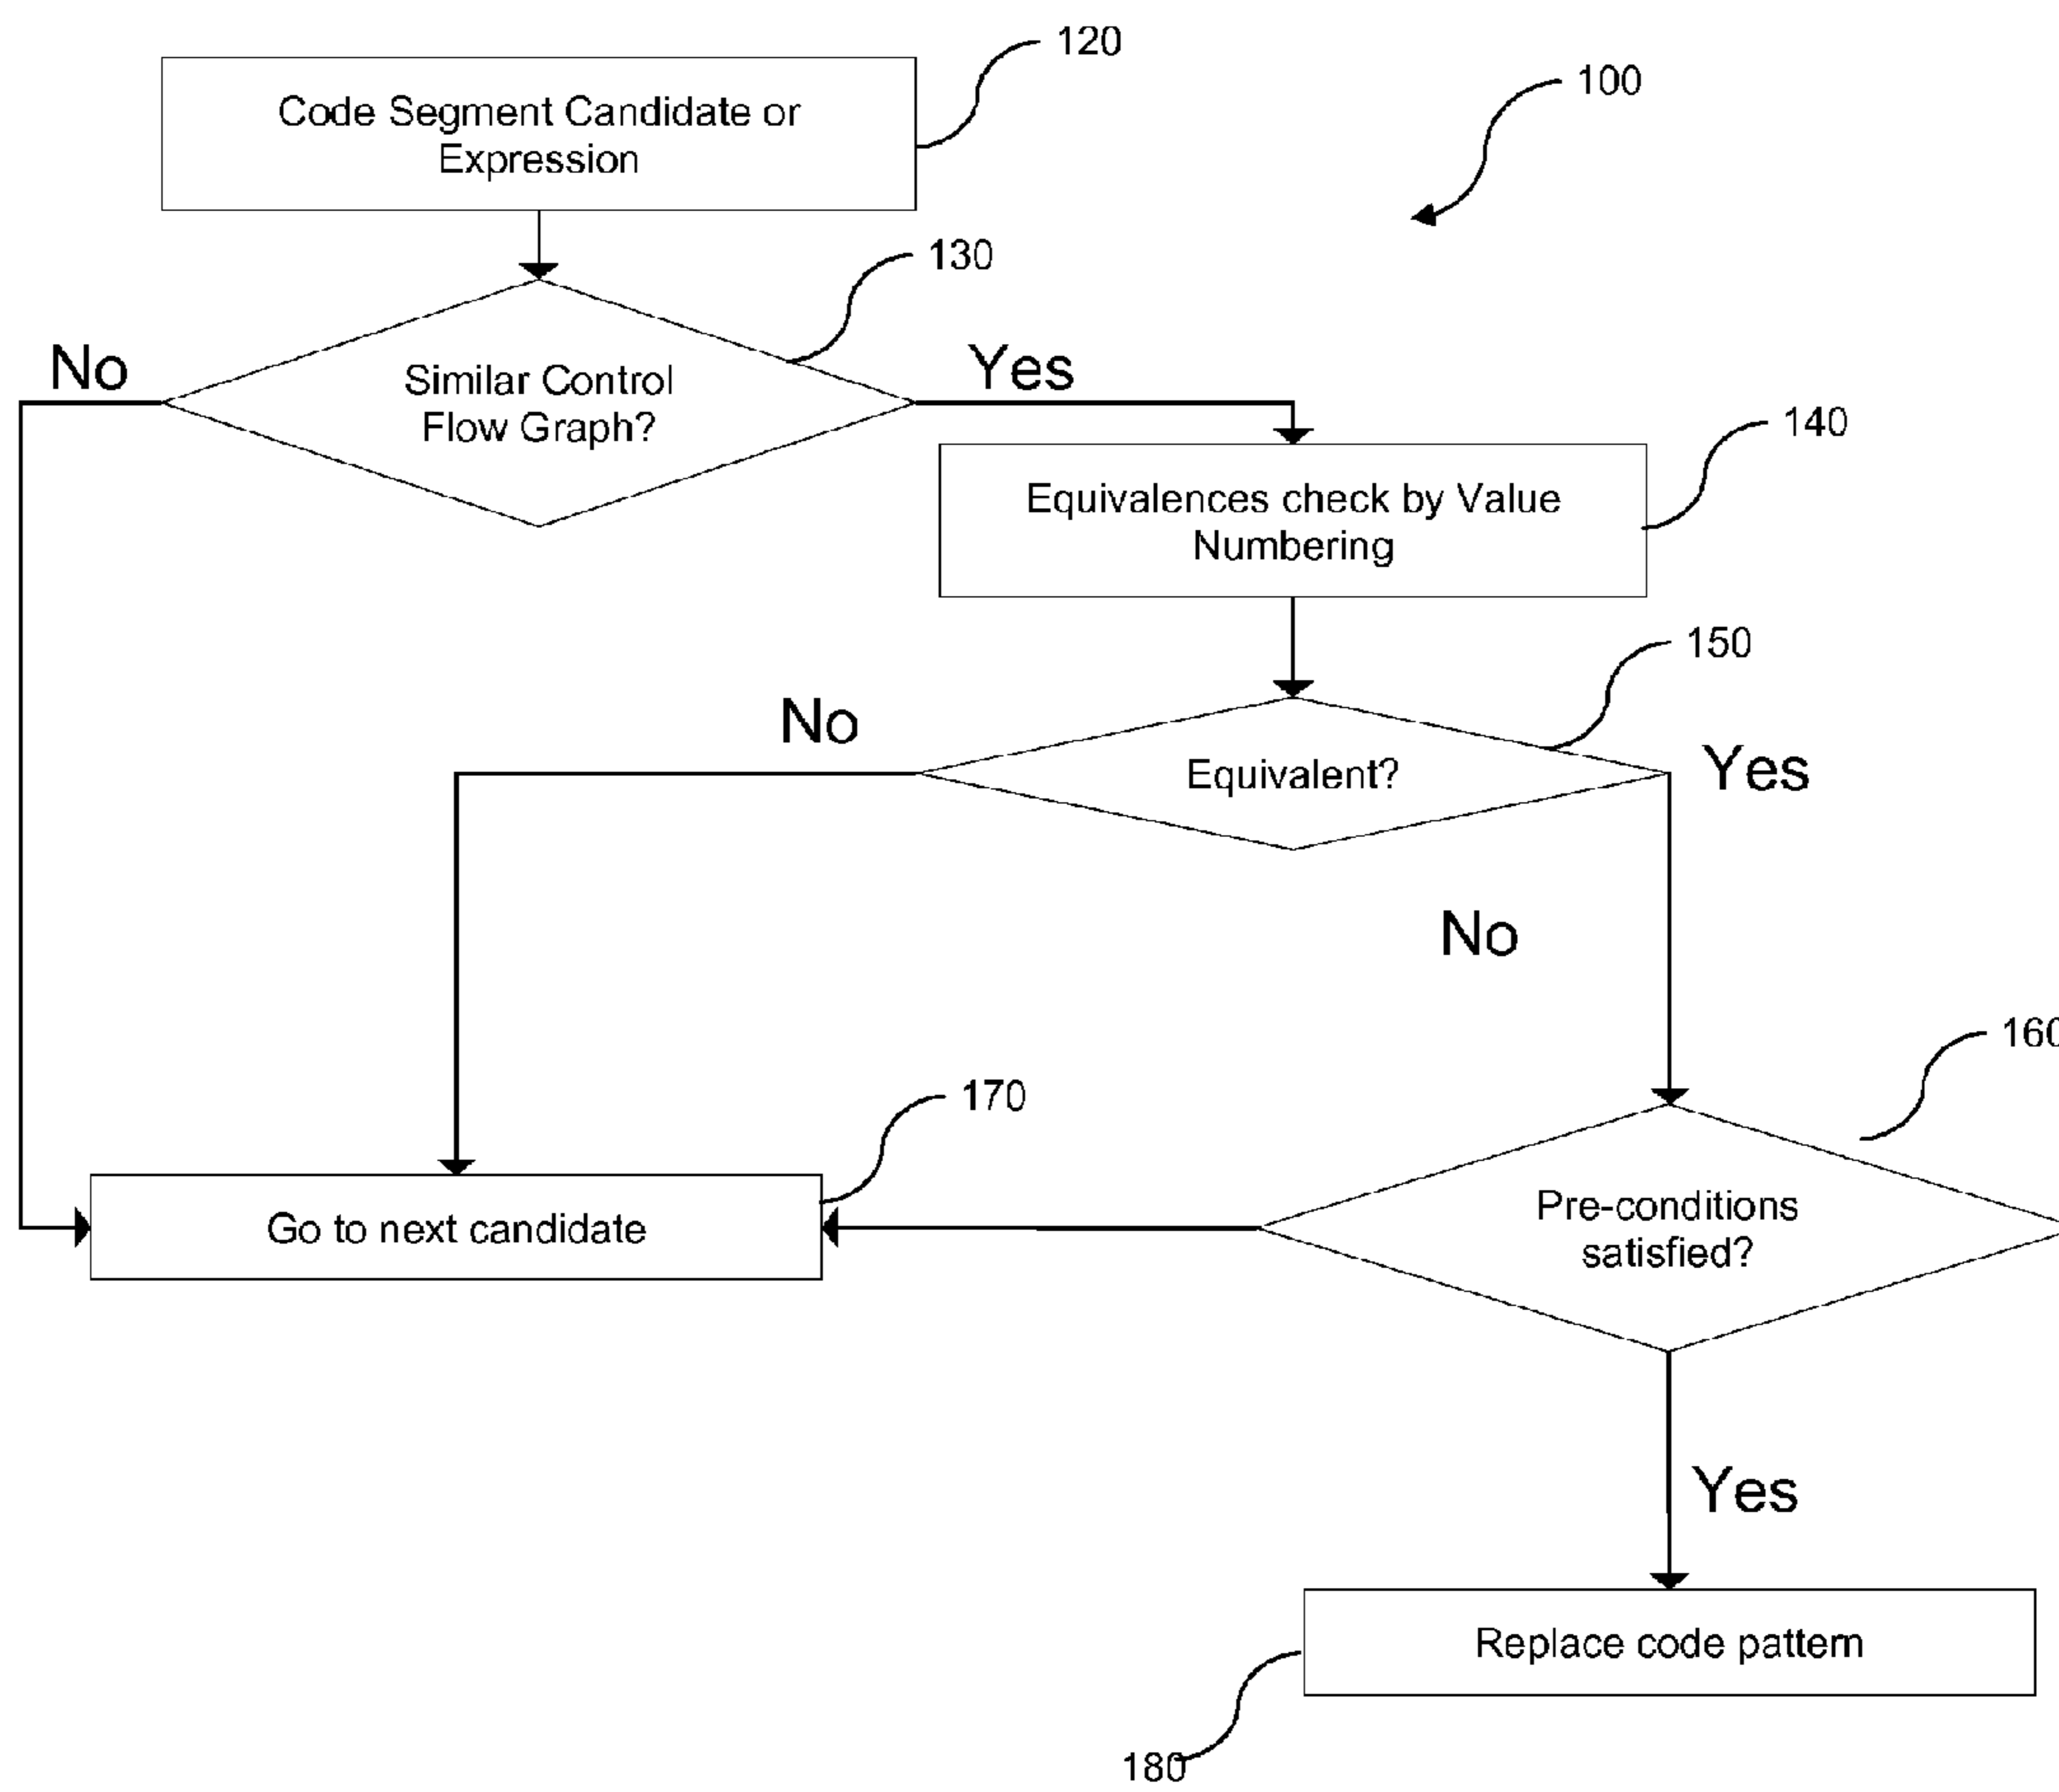 120
100
Code Segment Candidate or
Expression
130
No
Yes
Similar Control
Flow Graph?
140
Equivalences check by Value
Numbering
150
No
Yes
Equivalent?
No
160
170
Pre-conditions
satisfied?
Go to next candidate
Yes
Replace code pattern
180